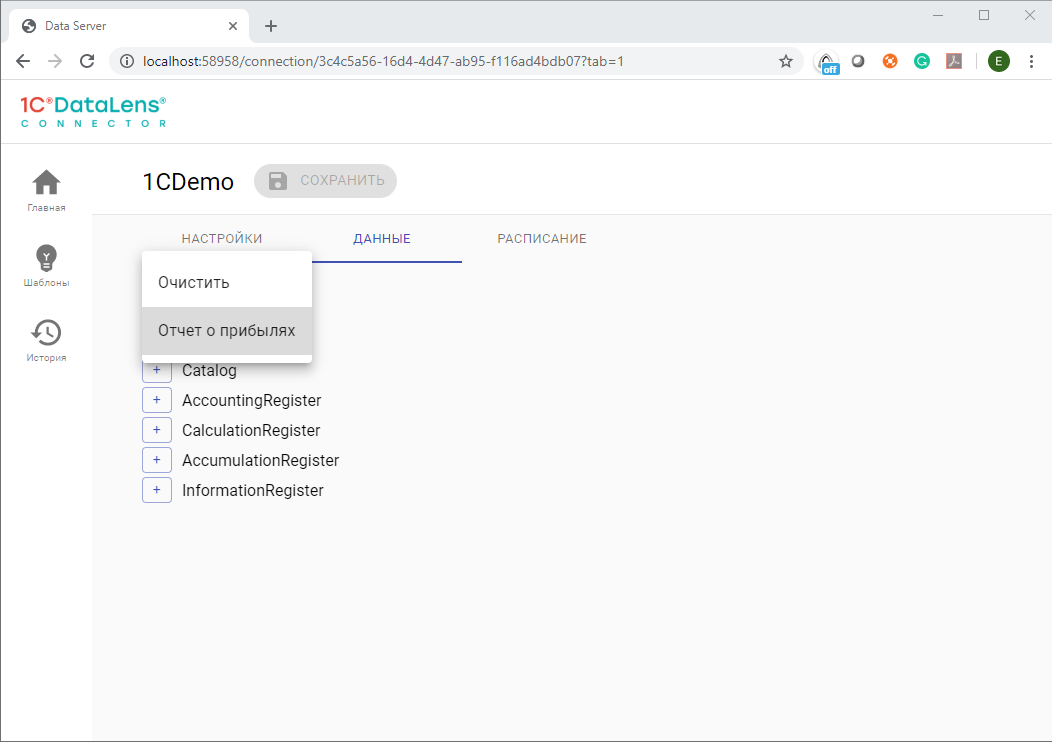 Data Server
localhost:58958/connection/3c4c5a56-16d4-4d47-ab95-f116ad4bdb07?tab=1
off
E
1C®DataLens®
CONNECTOR
1CDemo
СОХРАНИТЬ
Главная
Шаблоны
История
НАСТРОЙКИ ДАННЫЕ РАСПИСАНИЕ
Очистить
Отчет о прибылях
+ Catalog
+ AccountingRegister
+ CalculationRegister
+ AccumulationRegister
+ InformationRegister